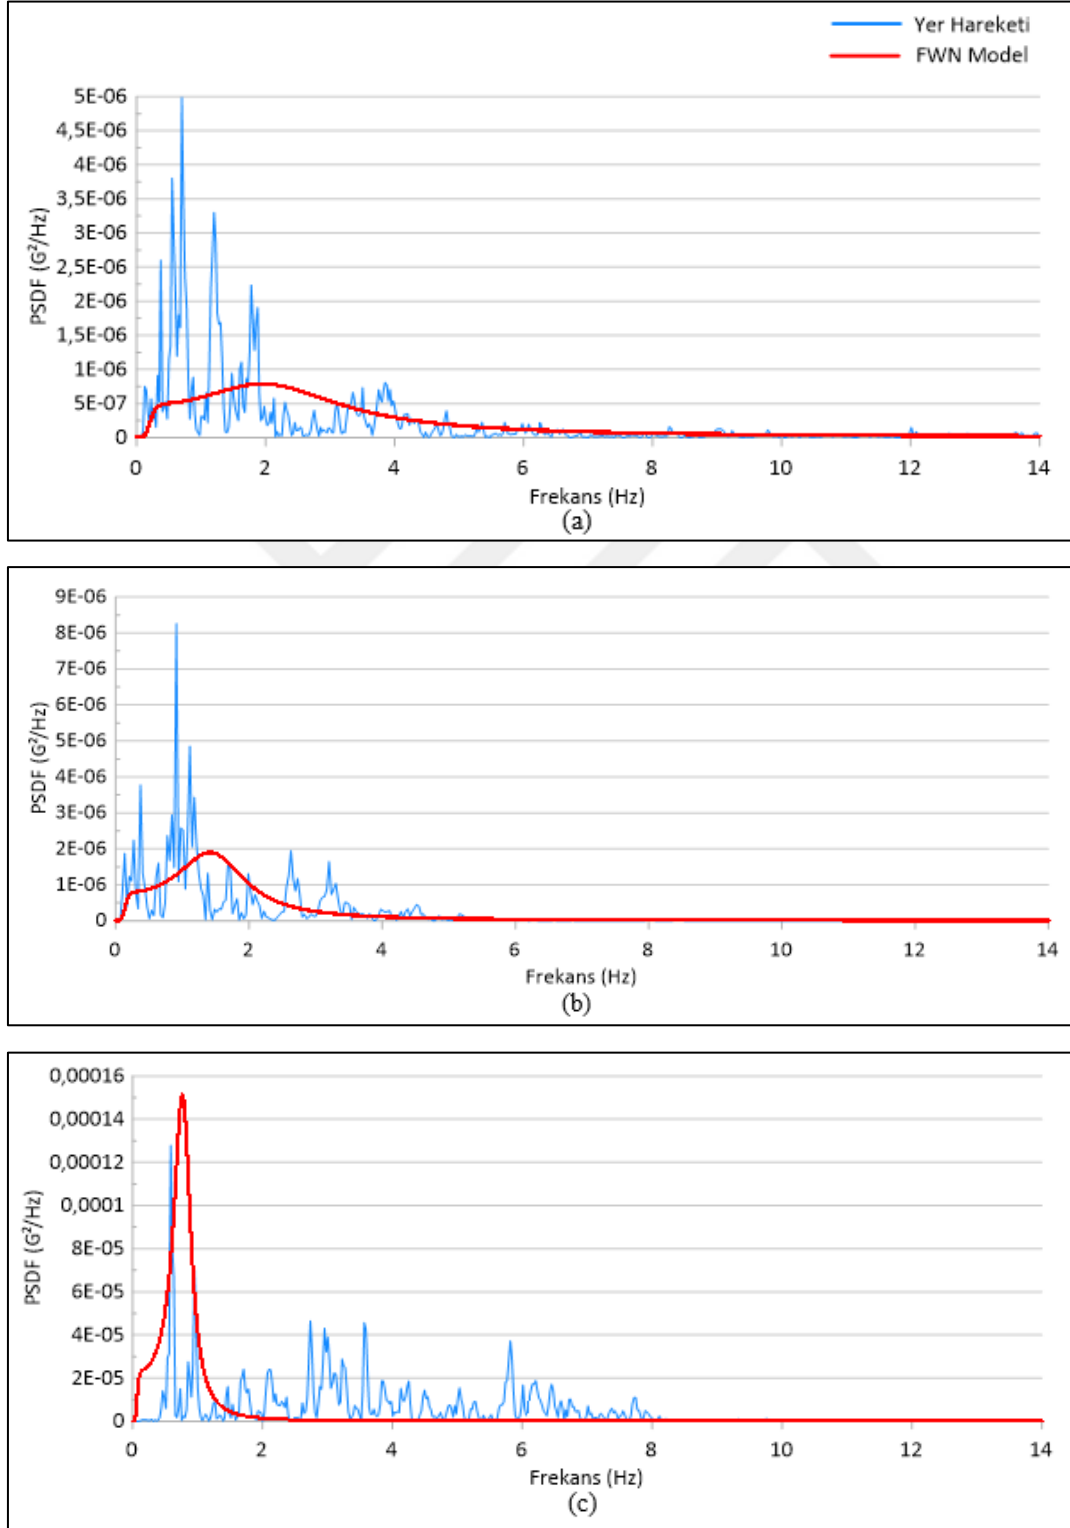 Yer Hareketi
FWN Model
5E-06
4,5E-06
4E-06
3,5E-06
3E-06
2,5E-06
2E-06
1,5E-06
1E-06
5E-07
0
PSDF (G²/Hz)
0 2 4 6 8 10 12 14
Frekans (Hz)
(a)
9E-06
8E-06
7E-06
6E-06
5E-06
4E-06
3E-06
2E-06
1E-06
0
PSDF (G²/Hz)
0 2 4 6 8 10 12 14
Frekans (Hz)
(b)
0,00016
0,00014
0,00012
0,0001
8E-05
6E-05
4E-05
2E-05
0
PSDF (G²/Hz)
0 2 4 6 8 10 12 14
Frekans (Hz)
(c)